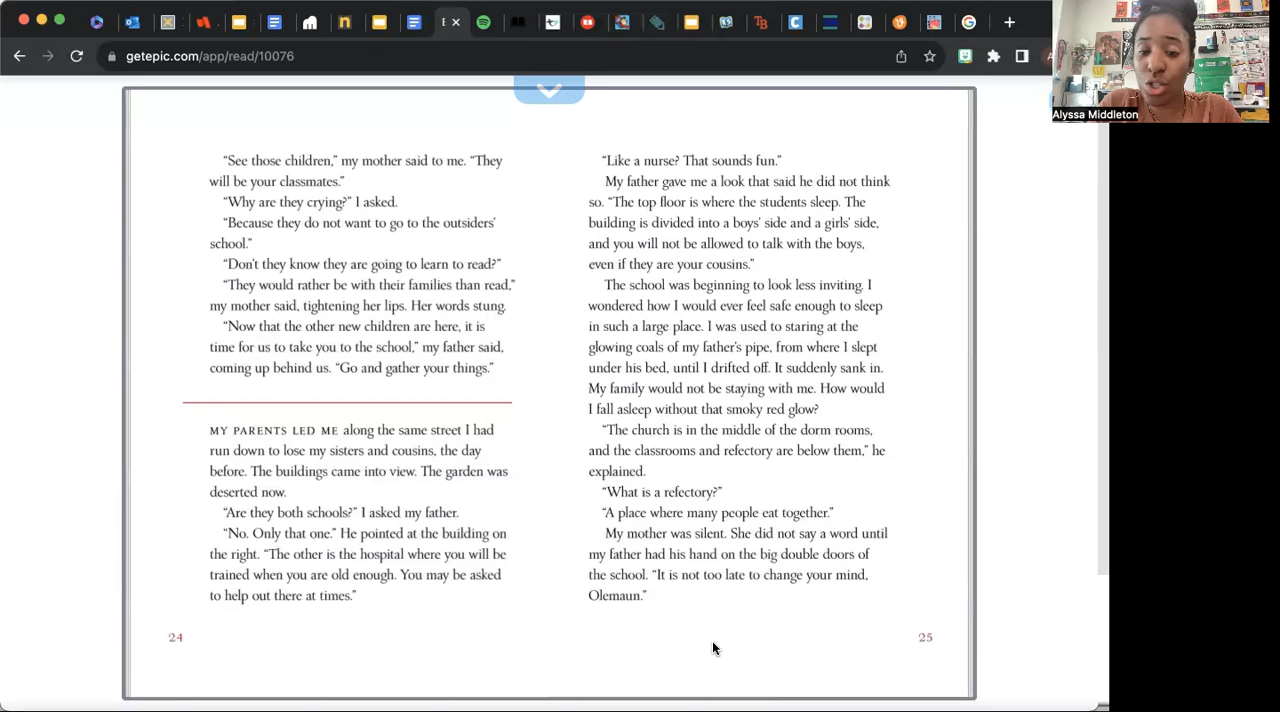 getepic.com/app/read/10076
Alyssa Middleton
“See those children,” my mother said to me. “They
will be your classmates.”
“Why are they crying?” I asked.
“Because they do not want to go to the outsiders’
school.”
“Don’t they know they are going to learn to read?”
“They would rather be with their families than read,”
my mother said, tightening her lips. Her words stung.
“Now that the other new children are here, it is
time for us to take you to the school,” my father said,
coming up behind us. “Go and gather your things.”
MY PARENTS LED ME along the same street I had
run down to lose my sisters and cousins, the day
before. The buildings came into view. The garden was
deserted now.
“Are they both schools?” I asked my father.
“No. Only that one.” He pointed at the building on
the right. “The other is the hospital where you will be
trained when you are old enough. You may be asked
to help out there at times.”
24
“Like a nurse? That sounds fun.”
My father gave me a look that said he did not think
so. “The top floor is where the students sleep. The
building is divided into a boys’ side and a girls’ side,
and you will not be allowed to talk with the boys,
even if they are your cousins.”
The school was beginning to look less inviting. I
wondered how I would ever feel safe enough to sleep
in such a large place. I was used to staring at the
glowing coals of my father’s pipe, from where I slept
under his bed, until I drifted off. It suddenly sank in.
My family would not be staying with me. How would
I fall asleep without that smoky red glow?
“The church is in the middle of the dorm rooms,
and the classrooms and refectory are below them,” he
explained.
“What is a refectory?”
“A place where many people eat together.”
My mother was silent. She did not say a word until
my father had his hand on the big double doors of
the school. “It is not too late to change your mind,
Olemaun.”
25